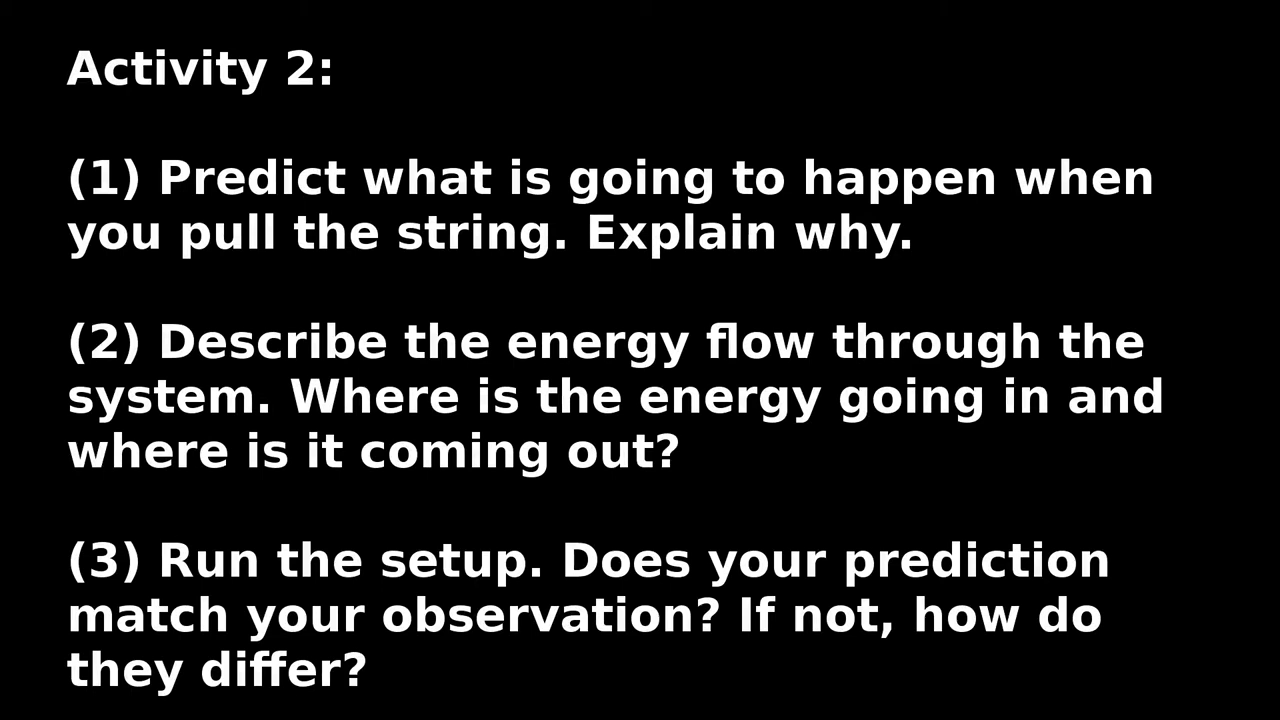 Activity 2:
(1) Predict what is going to happen when
you pull the string. Explain why.
(2) Describe the energy flow through the
system. Where is the energy going in and
where is it coming out?
(3) Run the setup. Does your prediction
match your observation? If not, how do
they differ?